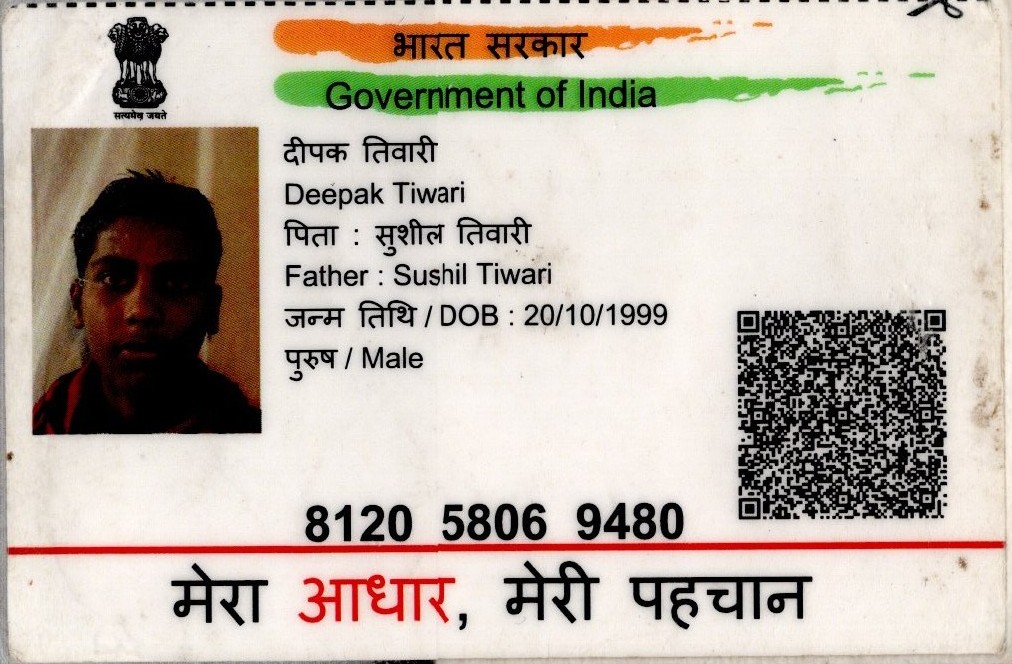 भारत सरकार
Government of India
सत्यमेव जयते
दीपक तिवारी
Deepak Tiwari
पिता : सुशील तिवारी
Father : Sushil Tiwari
जन्म तिथि / DOB : 20/10/1999
पुरुष / Male
8120 5806 9480
मेरा आधार, मेरी पहचान